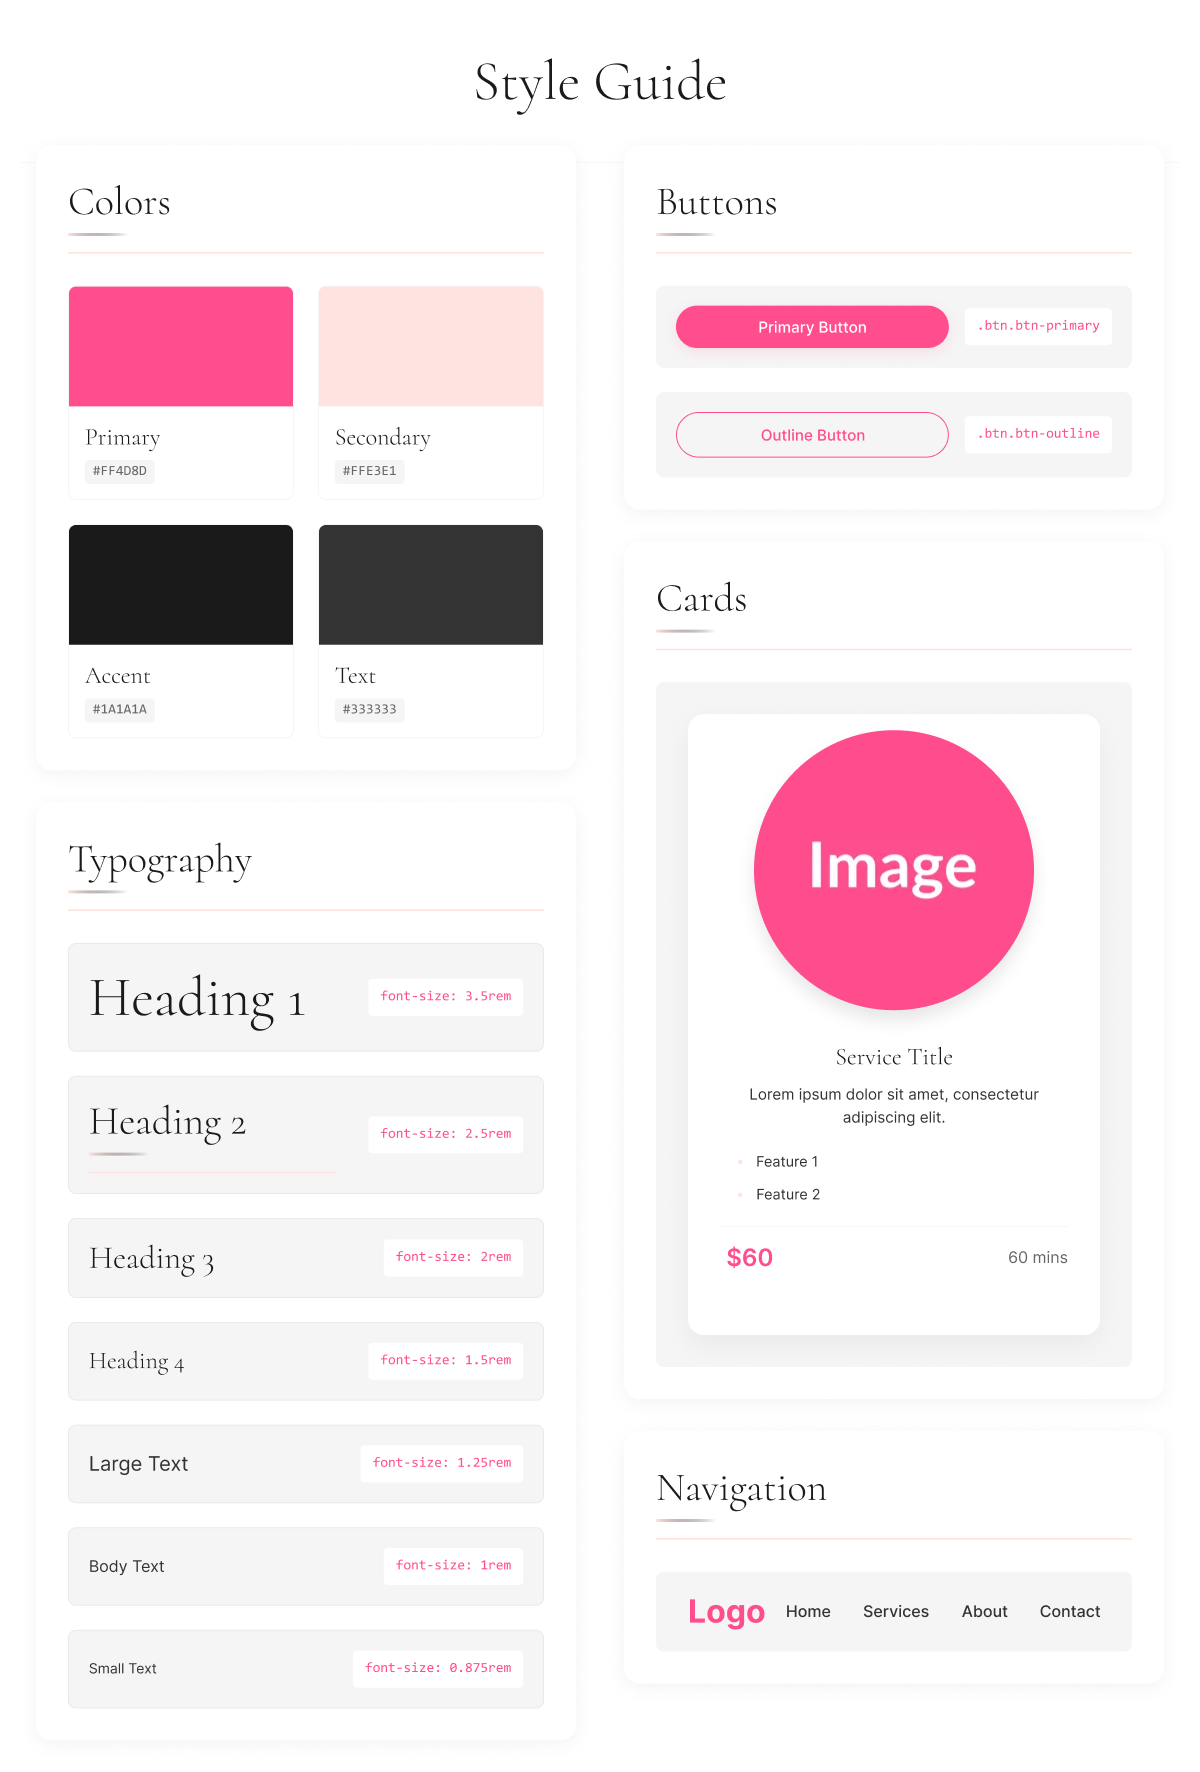 Style Guide
Colors
Primary
#FF4D8D
Secondary
#FFE3E1
Accent
#1A1A1A
Text
#333333
Typography
Heading 1
font-size: 3.5rem
Heading 2
font-size: 2.5rem
Heading 3
font-size: 2rem
Heading 4
font-size: 1.5rem
Large Text
font-size: 1.25rem
Body Text
font-size: 1rem
Small Text
font-size: 0.875rem
Buttons
Primary Button
.btn.btn-primary
Outline Button
.btn.btn-outline
Cards
Image
Service Title
Lorem ipsum dolor sit amet, consectetur
adipiscing elit.
Feature 1
Feature 2
$60 60 mins
Navigation
Logo Home Services About Contact